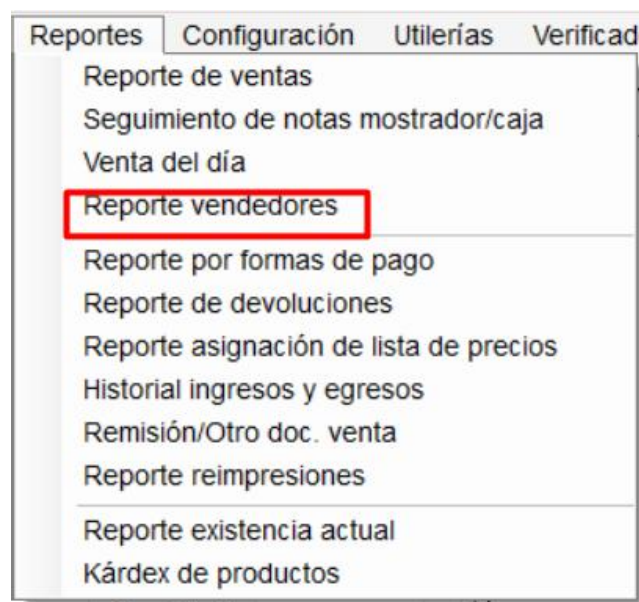 Reportes Configuración Utilerías Verificad
Reporte de ventas
Seguimiento de notas mostrador/caja
Venta del día
Reporte vendedores
Reporte por formas de pago
Reporte de devoluciones
Reporte asignación de lista de precios
Historial ingresos y egresos
Remisión/Otro doc. venta
Reporte reimpresiones
Reporte existencia actual
Kárdex de productos